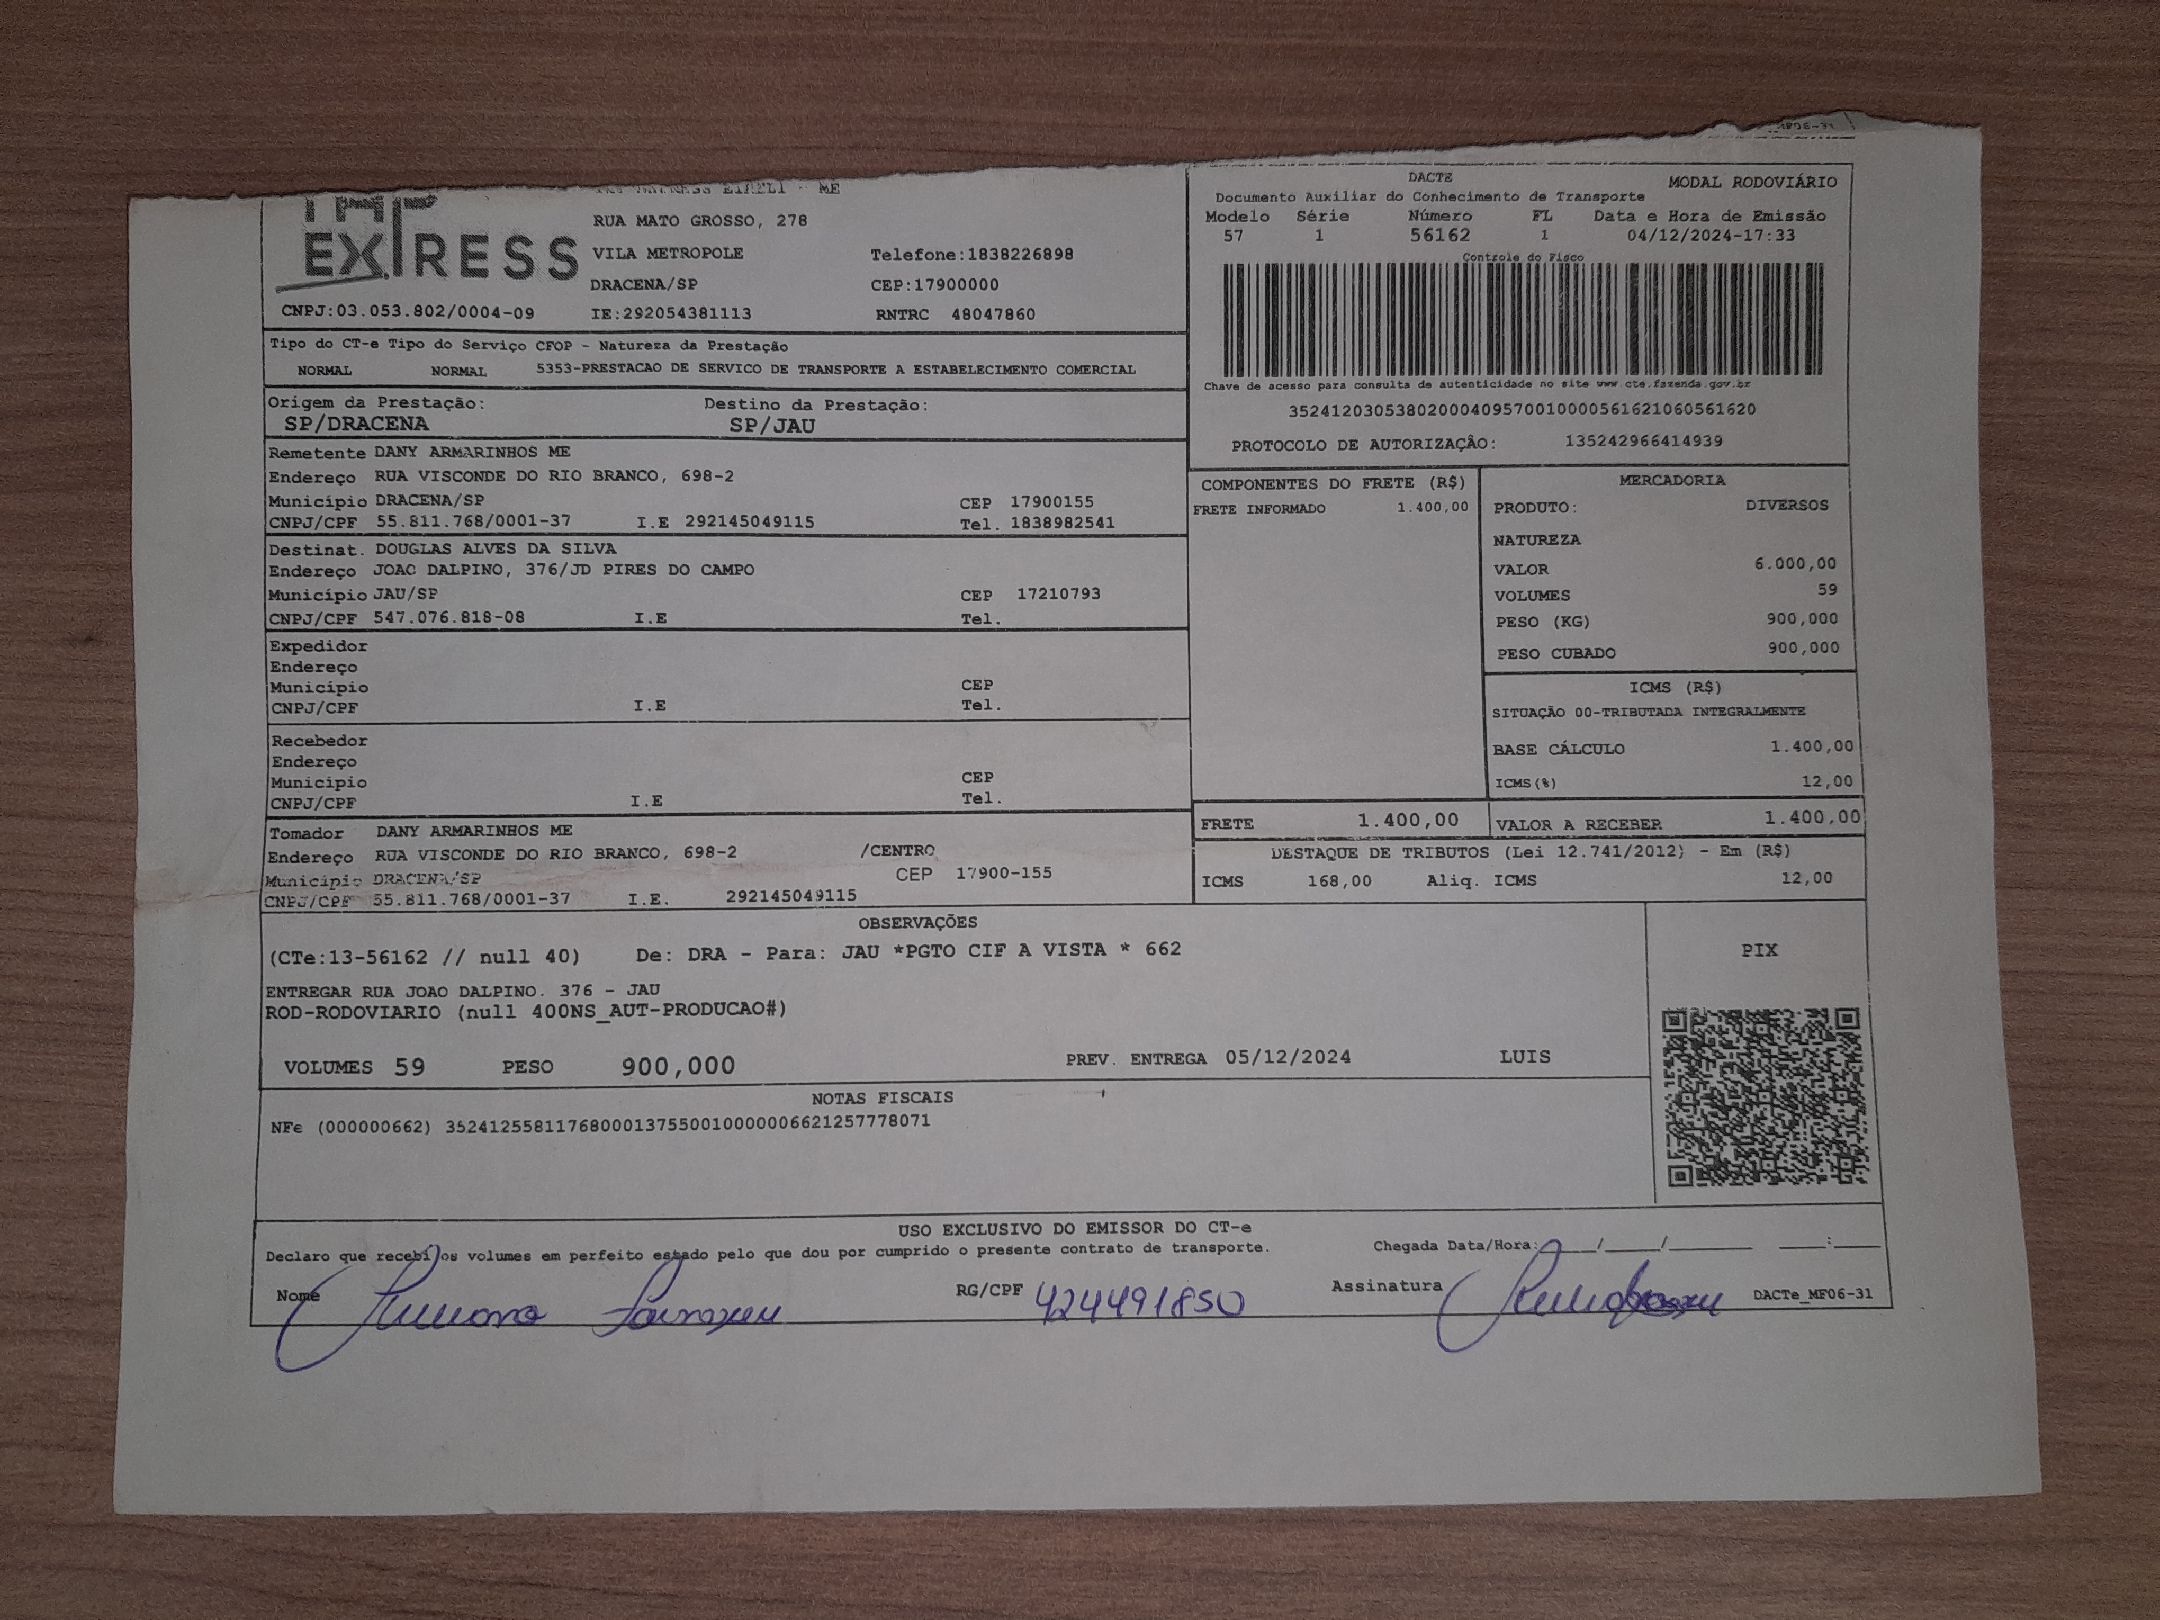 EXPRESS
ME
RUA MATO GROSSO, 278
VILA METROPOLE Telefone:1838226898
DRACENA/SP CEP:17900000
CNPJ:03.053.802/0004-09 IE:292054381113 RNTRC 48047860
Tipo do CT-e Tipo do Serviço CFOP - Natureza da Prestação
NORMAL NORMAL 5353-PRESTACAO DE SERVICO DE TRANSPORTE A ESTABELECIMENTO COMERCIAL
Origem da Prestação: Destino da Prestação:
SP/DRACENA SP/JAU
Remetente DANY ARMARINHOS ME
Endereço RUA VISCONDE DO RIO BRANCO, 698-2
Município DRACENA/SP CEP 17900155
CNPJ/CPF 55.811.768/0001-37 I.E 292145049115 Tel. 1838982541
Destinat. DOUGLAS ALVES DA SILVA
Endereço JOAO DALPINO, 376/JD PIRES DO CAMPO
Município JAU/SP CEP 17210793
CNPJ/CPF 547.076.818-08 I.E Tel.
Expedidor
Endereço
Município CEP
CNPJ/CPF I.E Tel.
Recebedor
Endereço
Município CEP
CNPJ/CPF I.E Tel.
Tomador DANY ARMARINHOS ME
Endereço RUA VISCONDE DO RIO BRANCO, 698-2 /CENTRO
Município DRACENA/SP CEP 17900-155
CNPJ/CPF 55.811.768/0001-37 I.E. 292145049115
DACTE MODAL RODOVIÁRIO
Documento Auxiliar do Conhecimento de Transporte
Modelo Série Número FL Data e Hora de Emissão
57 1 56162 1 04/12/2024-17:33
Controle do Fisco
Chave de acesso para consulta de autenticidade no site www.cte.fazenda.gov.br
35241203053802000409570010000561621060561620
PROTOCOLO DE AUTORIZAÇÂO: 135242966414939
COMPONENTES DO FRETE (R$)
FRETE INFORMADO 1.400,00
MERCADORIA
PRODUTO: DIVERSOS
NATUREZA
VALOR 6.000,00
VOLUMES 59
PESO (KG) 900,000
PESO CUBADO 900,000
ICMS (R$)
SITUAÇÃO 00-TRIBUTADA INTEGRALMENTE
BASE CÁLCULO 1.400,00
ICMS(%) 12,00
FRETE 1.400,00 VALOR A RECEBER 1.400,00
DESTAQUE DE TRIBUTOS (Lei 12.741/2012) - Em (R$)
ICMS 168,00 Aliq. ICMS 12,00
OBSERVAÇÕES
(CTe:13-56162 // null 40) De: DRA - Para: JAU *PGTO CIF A VISTA * 662
ENTREGAR RUA JOAO DALPINO. 376 - JAU
ROD-RODOVIARIO (null 400NS_AUT-PRODUCAO#)
VOLUMES 59 PESO 900,000 PREV. ENTREGA 05/12/2024 LUIS
PIX
NOTAS FISCAIS
NFe (000000662) 35241255811768000137550010000006621257778071
USO EXCLUSIVO DO EMISSOR DO CT-e
Declaro que recebi os volumes em perfeito estado pelo que dou por cumprido o presente contrato de transporte. Chegada Data/Hora:___/___/______ ___:___
Nome RG/CPF 424491850 Assinatura DACTe_MF06-31